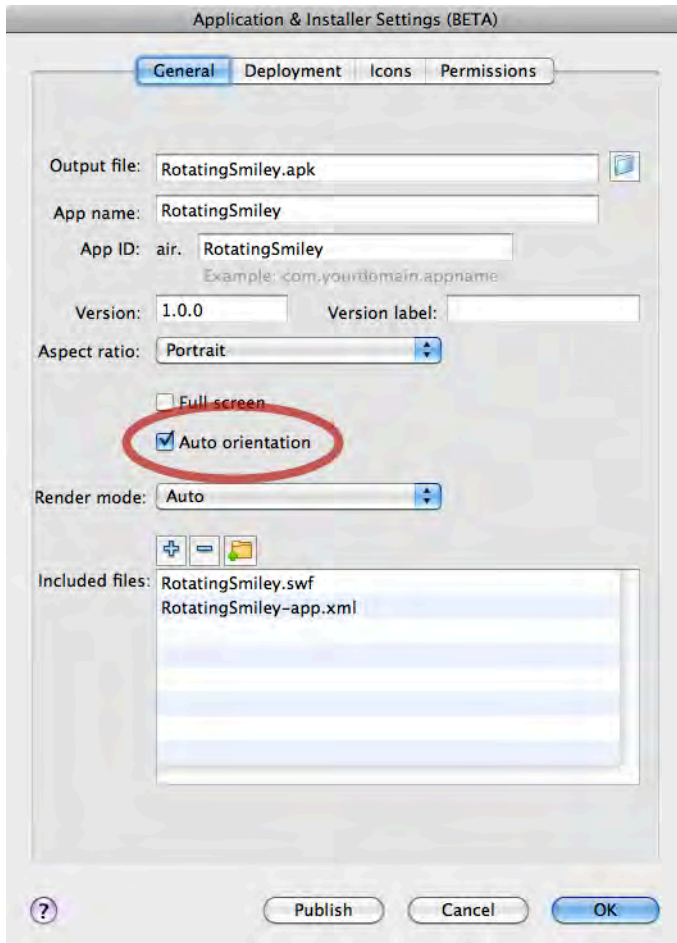 Application & Installer Settings (BETA)
General Deployment Icons Permissions
Output file: RotatingSmiley.apk
App name: RotatingSmiley
App ID: air. RotatingSmiley
Example: com.yourdomain.appname
Version: 1.0.0 Version label:
Aspect ratio: Portrait
Full screen
Auto orientation
Render mode: Auto
Included files: RotatingSmiley.swf
RotatingSmiley-app.xml
? Publish Cancel OK